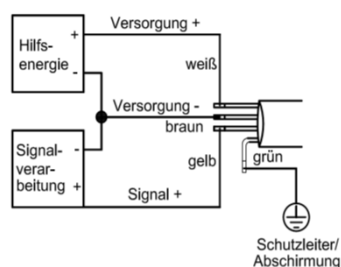 Versorgung +
+
Hilfs-
energie
weiß
-
Versorgung -
braun
Signal-
verar-
beitung
-
+
gelb
grün
Signal +
Schutzleiter/
Abschirmung